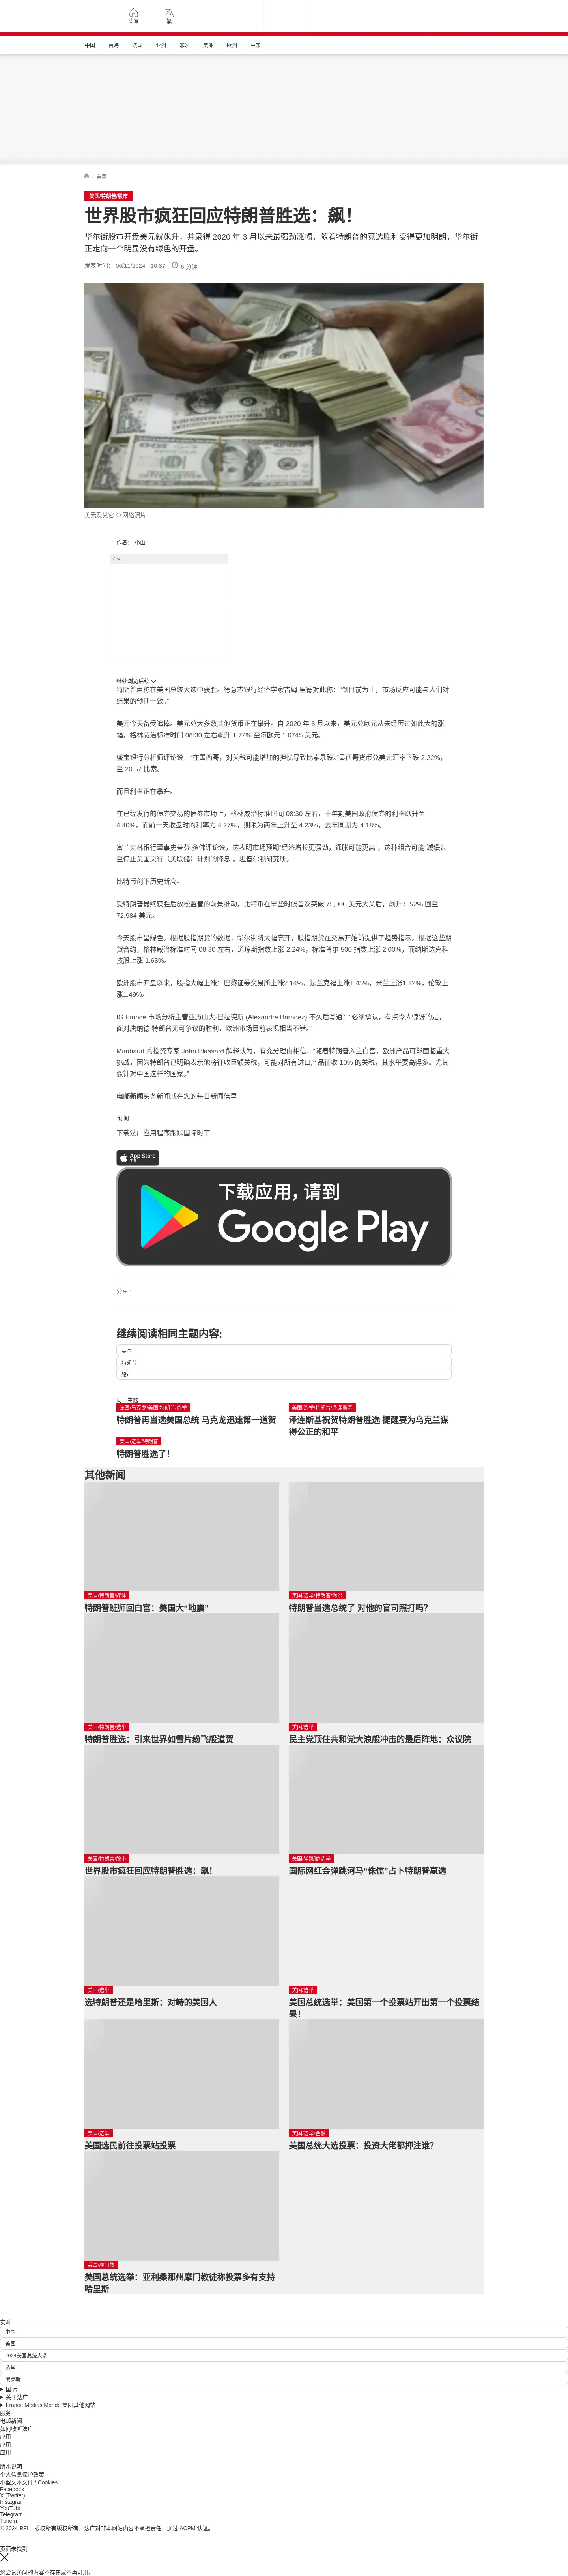 头条
繁
中国
台海
法国
亚洲
非洲
美洲
欧洲
中东
/ 美国
美国/特朗普/股市
世界股市疯狂回应特朗普胜选：飙！
华尔街股市开盘美元就飙升，并录得 2020 年 3 月以来最强劲涨幅，随着特朗普的竞选胜利变得更加明朗，华尔街
正走向一个明显没有绿色的开盘。
发表时间： 06/11/2024 - 10:37 6 分钟
美元及其它 © 网络照片
作者： 小山
广告
继续浏览后续
特朗普声称在美国总统大选中获胜。德意志银行经济学家吉姆·里德对此称：“到目前为止，市场反应可能与人们对
结果的预期一致。”
美元今天备受追捧。美元兑大多数其他货币正在攀升。自 2020 年 3 月以来，美元兑欧元从未经历过如此大的涨
幅，格林威治标准时间 08:30 左右飙升 1.72% 至每欧元 1.0745 美元。
盛宝银行分析师评论说：“在墨西哥，对关税可能增加的担忧导致比索暴跌。”墨西哥货币兑美元汇率下跌 2.22%，
至 20.57 比索。
而且利率正在攀升。
在已经发行的债券交易的债券市场上，格林威治标准时间 08:30 左右，十年期美国政府债券的利率跃升至
4.40%，而前一天收盘时的利率为 4.27%，期限为两年上升至 4.23%，去年同期为 4.18%。
富兰克林银行董事史蒂芬·多佛评论说，这表明市场预期“经济增长更强劲，通胀可能更高”，这种组合可能“减缓甚
至停止美国央行（美联储）计划的降息”。坦普尔顿研究所。
比特币创下历史新高。
受特朗普最终获胜后放松监管的前景推动，比特币在早些时候首次突破 75,000 美元大关后，飙升 5.52% 回至
72,984 美元。
今天股市呈绿色。根据股指期货的数据，华尔街将大幅高开，股指期货在交易开始前提供了趋势指示。根据这些期
货合约，格林威治标准时间 08:30 左右，道琼斯指数上涨 2.24%，标准普尔 500 指数上涨 2.00%，而纳斯达克科
技股上涨 1.65%。
欧洲股市开盘以来，股指大幅上涨：巴黎证券交易所上涨2.14%，法兰克福上涨1.45%，米兰上涨1.12%，伦敦上
涨1.49%。
IG France 市场分析主管亚历山大·巴拉德斯 (Alexandre Baradez) 不久后写道：“必须承认，有点令人惊讶的是，
面对唐纳德·特朗普无可争议的胜利，欧洲市场目前表现相当不错。”
Mirabaud 的投资专家 John Plassard 解释认为，有充分理由相信，“随着特朗普入主白宫，欧洲产品可能面临重大
挑战，因为特朗普已明确表示他将征收巨额关税，可能对所有进口产品征收 10% 的关税，其水平要高得多。尤其
像针对中国这样的国家。”
电邮新闻头条新闻就在您的每日新闻信里
订阅
下载法广应用程序跟踪国际时事
App Store
下载
下载应用，请到
Google Play
分享 :
继续阅读相同主题内容:
美国
特朗普
股市
同一主题
法国/马克龙/美国/特朗普/选举
特朗普再当选美国总统 马克龙迅速第一道贺
美国/选举/特朗普/泽连斯基
泽连斯基祝贺特朗普胜选 提醒要为乌克兰谋
得公正的和平
美国/选举/特朗普
特朗普胜选了！
其他新闻
美国/特朗普/媒体
特朗普班师回白宫：美国大“地震”
美国/选举/特朗普/诉讼
特朗普当选总统了 对他的官司照打吗？
美国/特朗普/选举
特朗普胜选：引来世界如雪片纷飞般道贺
美国/选举
民主党顶住共和党大浪般冲击的最后阵地：众议院
美国/特朗普/股市
世界股市疯狂回应特朗普胜选：飙！
美国/弹跳猪/选举
国际网红会弹跳河马“侏儒”占卜特朗普赢选
美国/选举
选特朗普还是哈里斯：对峙的美国人
美国/选举
美国总统选举：美国第一个投票站开出第一个投票结
果！
美国/选举
美国选民前往投票站投票
美国/选举/金融
美国总统大选投票：投资大佬都押注谁？
美国/摩门教
美国总统选举：亚利桑那州摩门教徒称投票多有支持
哈里斯
实时
中国
美国
2024美国总统大选
选举
俄罗斯
国际
关于法广
France Médias Monde 集团其他网站
服务
电邮新闻
如何收听法广
应用
应用
应用
版本说明
个人信息保护政策
小型文本文件 / Cookies
Facebook
X (Twitter)
Instagram
YouTube
Telegram
TuneIn
© 2024 RFI – 版权所有版权所有。法广对非本网站内容不承担责任。通过 ACPM 认证。
页面未找到
您尝试访问的内容不存在或不再可用。